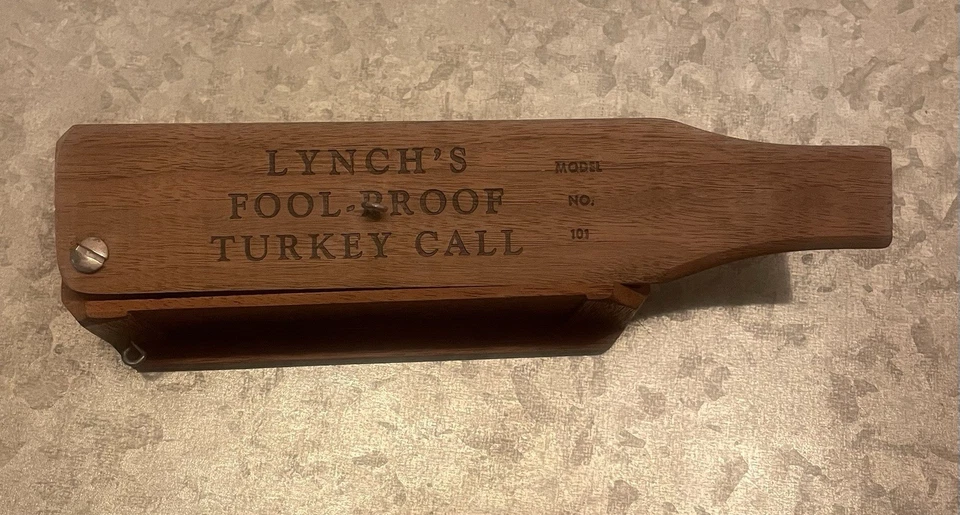 LYNCH'S
FOOL-PROOF
TURKEY CALL
MODEL
NO.
101